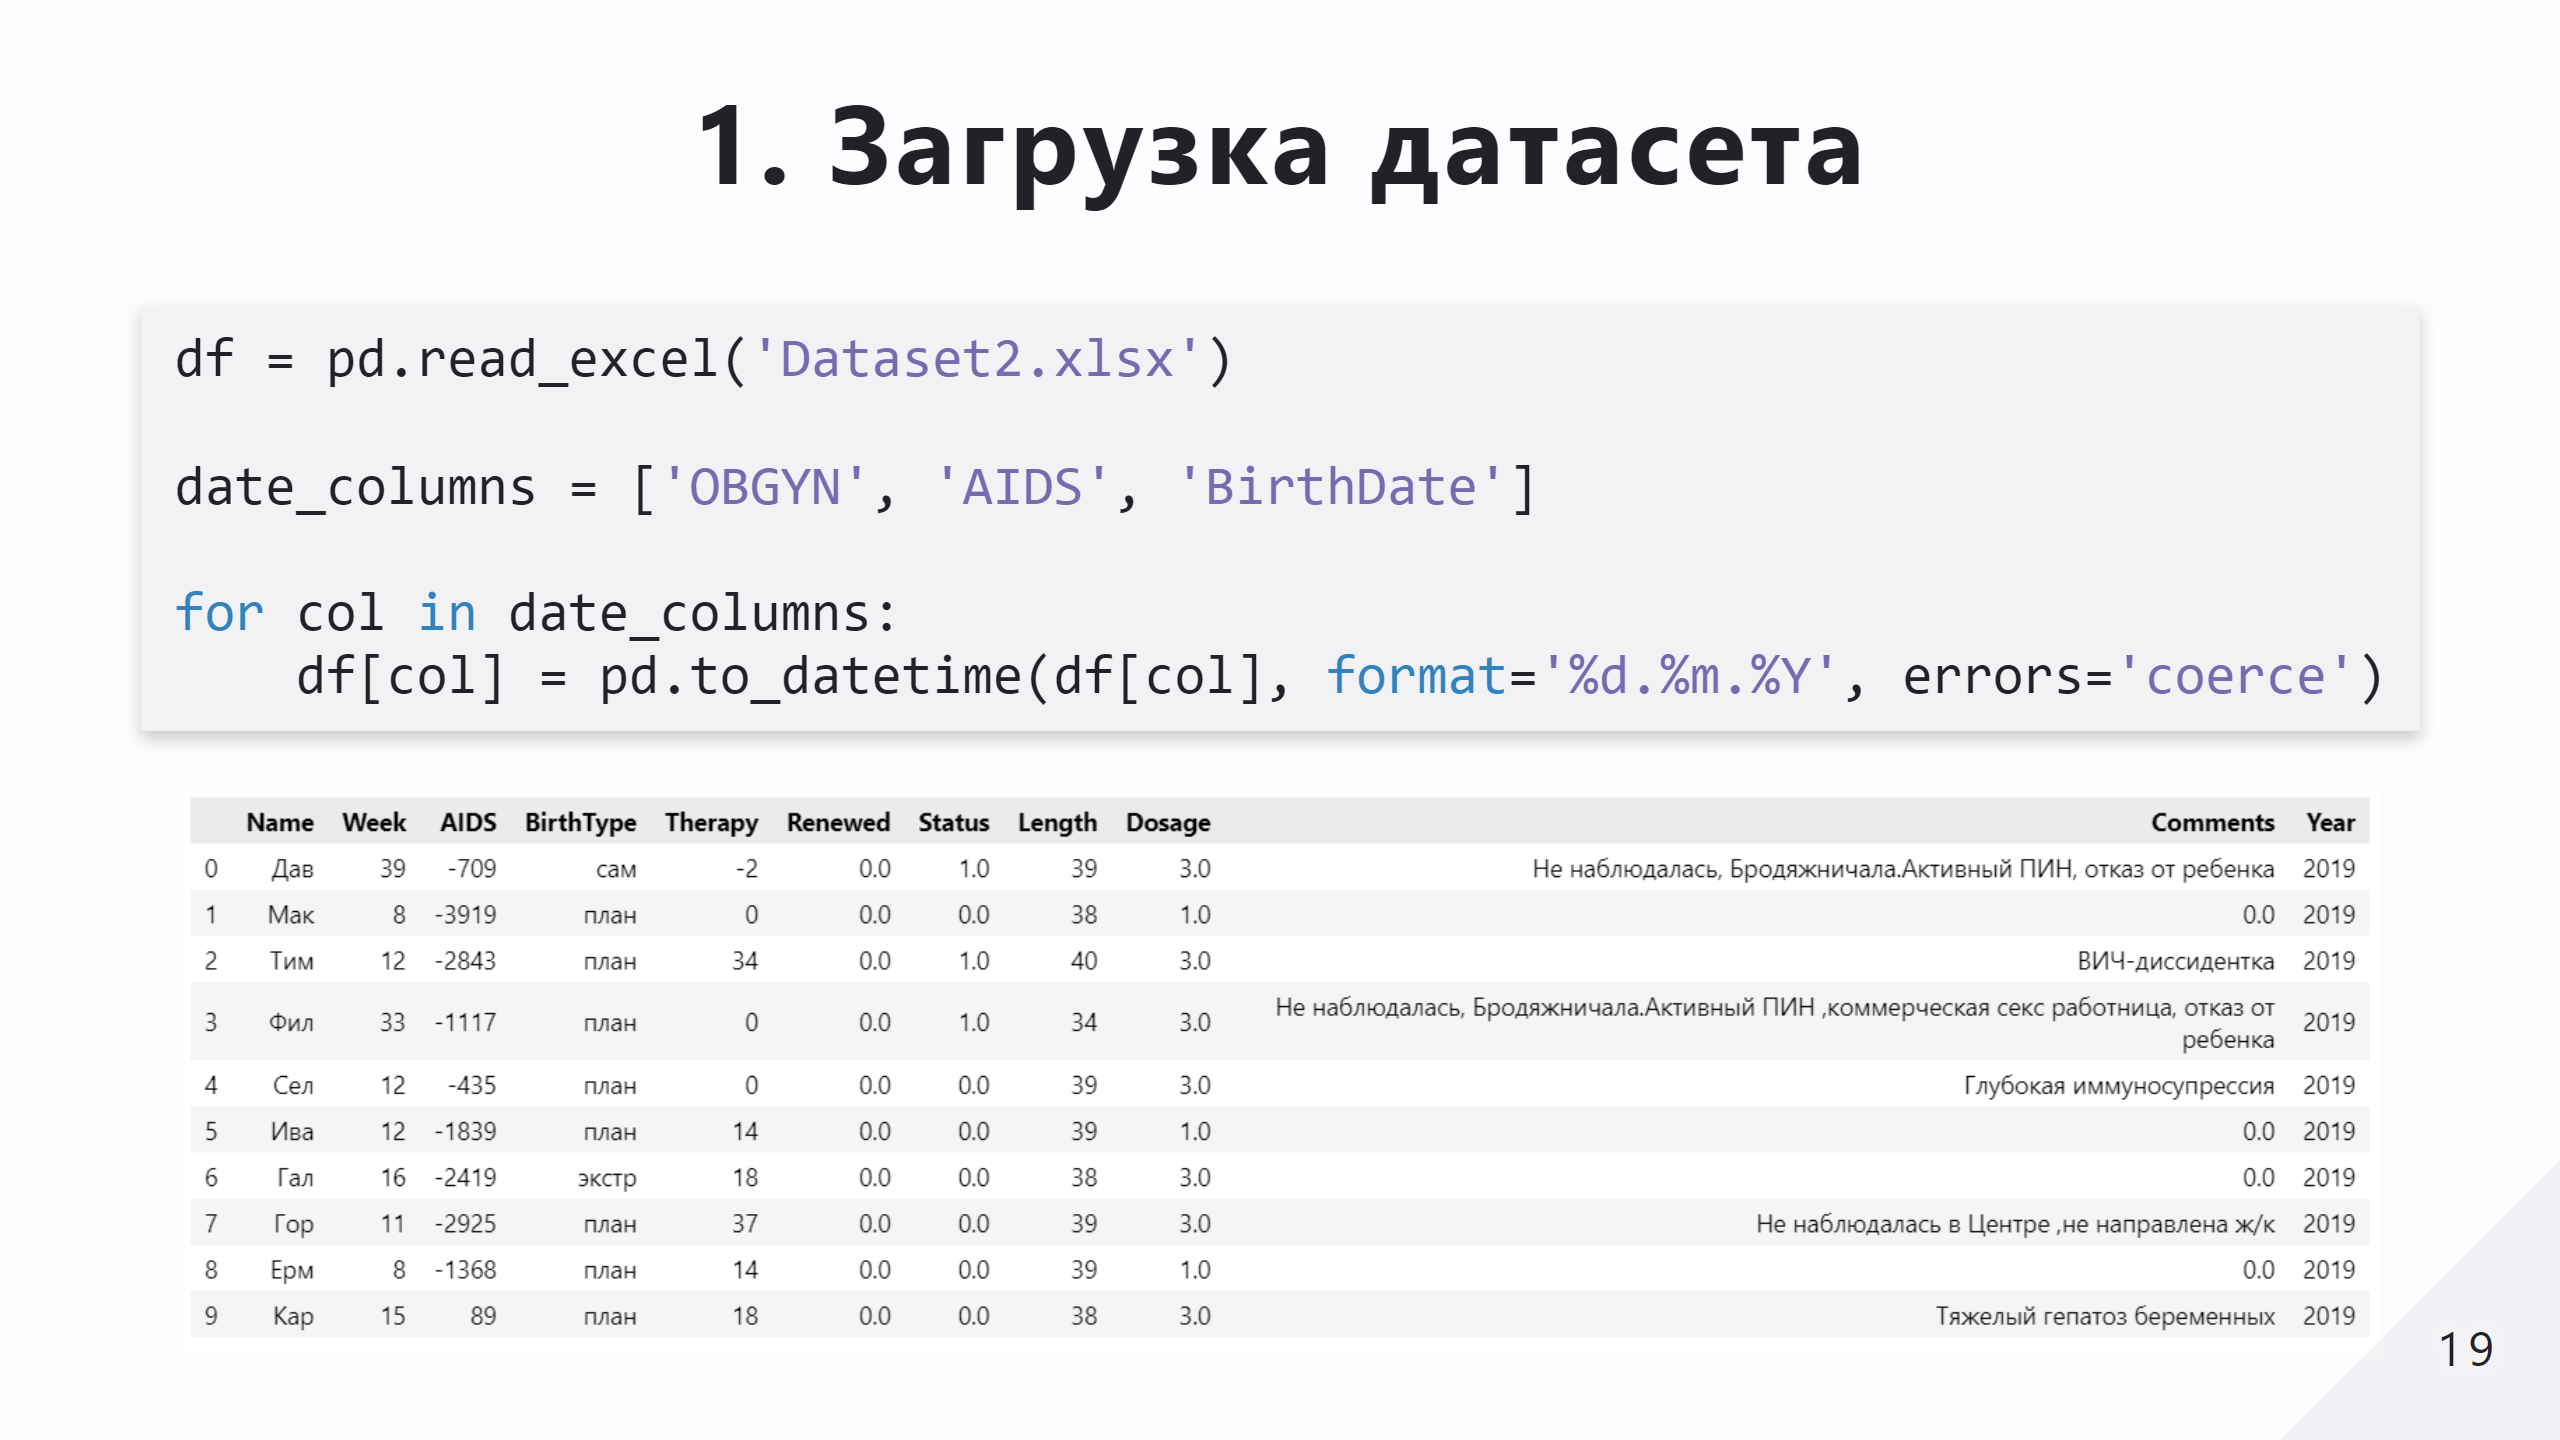 1. Загрузка датасета
df = pd.read_excel('Dataset2.xlsx')
date_columns = ['OBGYN', 'AIDS', 'BirthDate']
for col in date_columns:
    df[col] = pd.to_datetime(df[col], format='%d.%m.%Y', errors='coerce')
Name Week AIDS BirthType Therapy Renewed Status Length Dosage Comments Year
0 Дав 39 -709 сам -2 0.0 1.0 39 3.0 Не наблюдалась, Бродяжничала.Активный ПИН, отказ от ребенка 2019
1 Мак 8 -3919 план 0 0.0 0.0 38 1.0 0.0 2019
2 Тим 12 -2843 план 34 0.0 1.0 40 3.0 ВИЧ-диссидентка 2019
3 Фил 33 -1117 план 0 0.0 1.0 34 3.0 Не наблюдалась, Бродяжничала.Активный ПИН ,коммерческая секс работница, отказ от
ребенка 2019
4 Сел 12 -435 план 0 0.0 0.0 39 3.0 Глубокая иммуносупрессия 2019
5 Ива 12 -1839 план 14 0.0 0.0 39 1.0 0.0 2019
6 Гал 16 -2419 экстр 18 0.0 0.0 38 3.0 0.0 2019
7 Гор 11 -2925 план 37 0.0 0.0 39 3.0 Не наблюдалась в Центре ,не направлена ж/к 2019
8 Ерм 8 -1368 план 14 0.0 0.0 39 1.0 0.0 2019
9 Кар 15 89 план 18 0.0 0.0 38 3.0 Тяжелый гепатоз беременных 2019
19